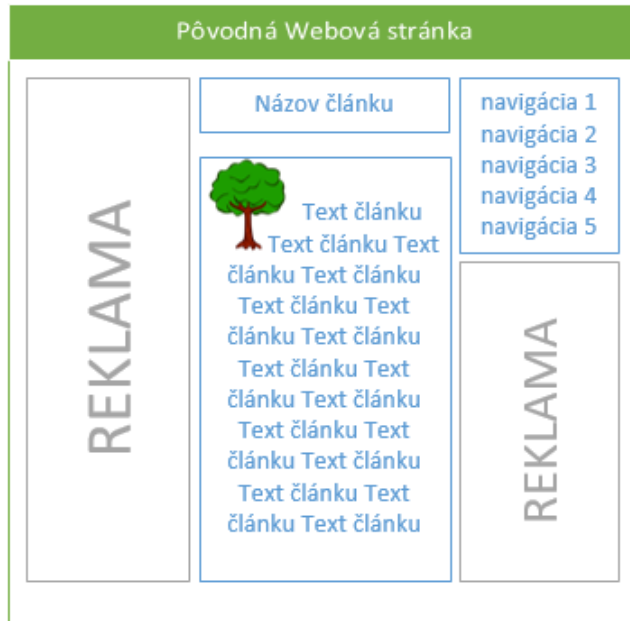 Pôvodná Webová stránka
REKLAMA
Názov článku
Text článku
Text článku Text
článku Text článku
Text článku Text
článku Text článku
Text článku Text
článku Text článku
Text článku Text
článku Text článku
Text článku Text
článku Text článku
navigácia 1
navigácia 2
navigácia 3
navigácia 4
navigácia 5
REKLAMA